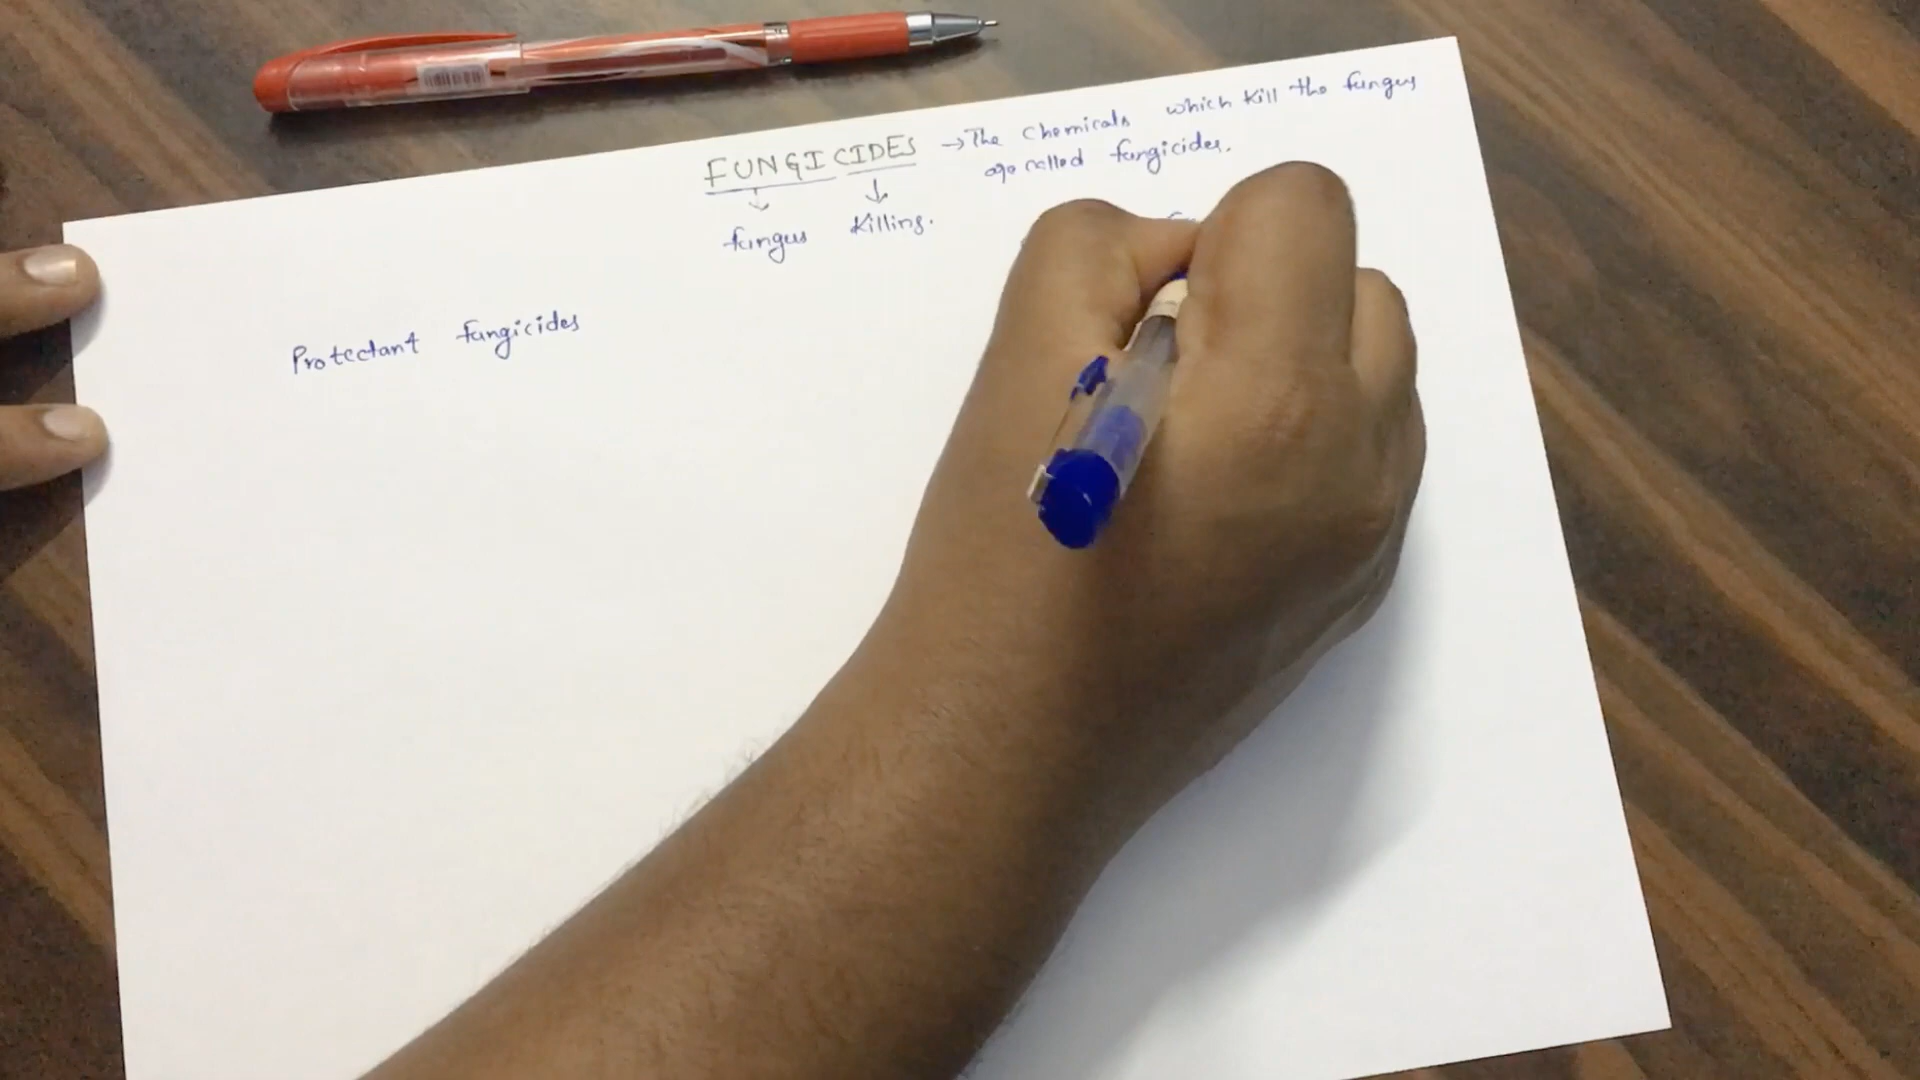 FUNGICIDES → The Chemicals which kill the fungus
are called fungicides.
fungus killing.
Protectant fungicides